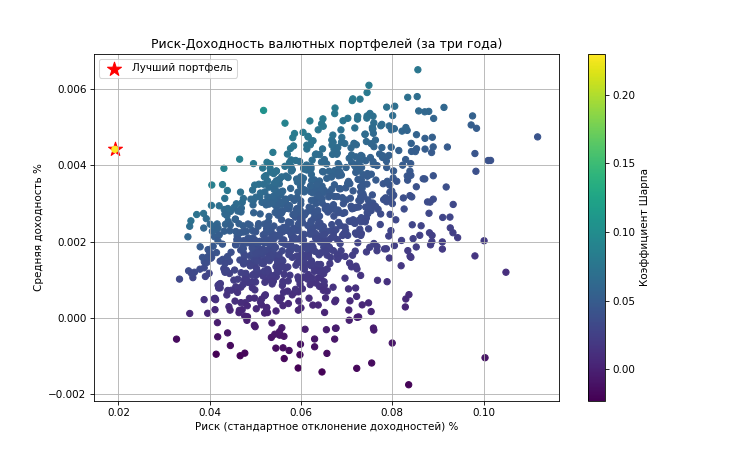 Риск-Доходность валютных портфелей (за три года)
Лучший портфель
Средняя доходность %
0.006
0.004
0.002
0.000
−0.002
0.02 0.04 0.06 0.08 0.10
Риск (стандартное отклонение доходностей) %
0.20
0.15
0.10
0.05
0.00
Коэффициент Шарпа